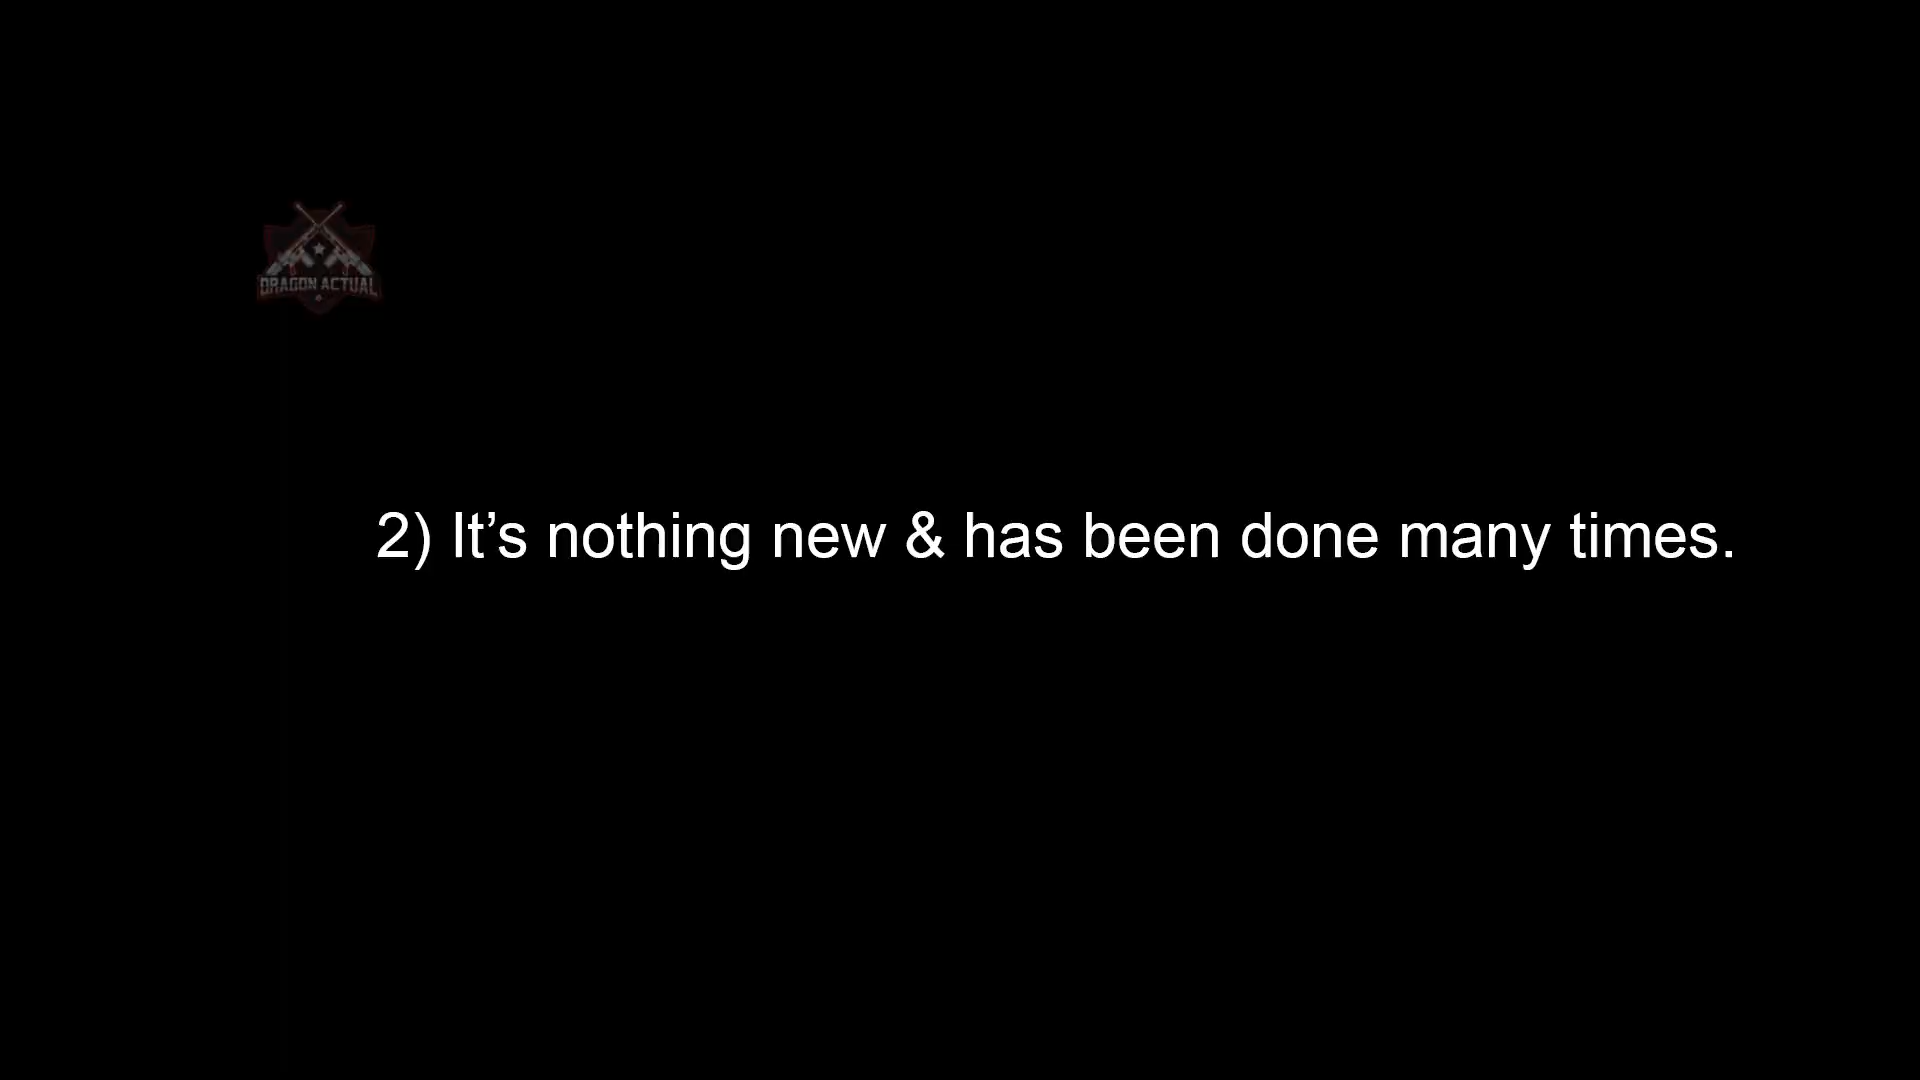 DRAGON ACTUAL
2) It’s nothing new & has been done many times.